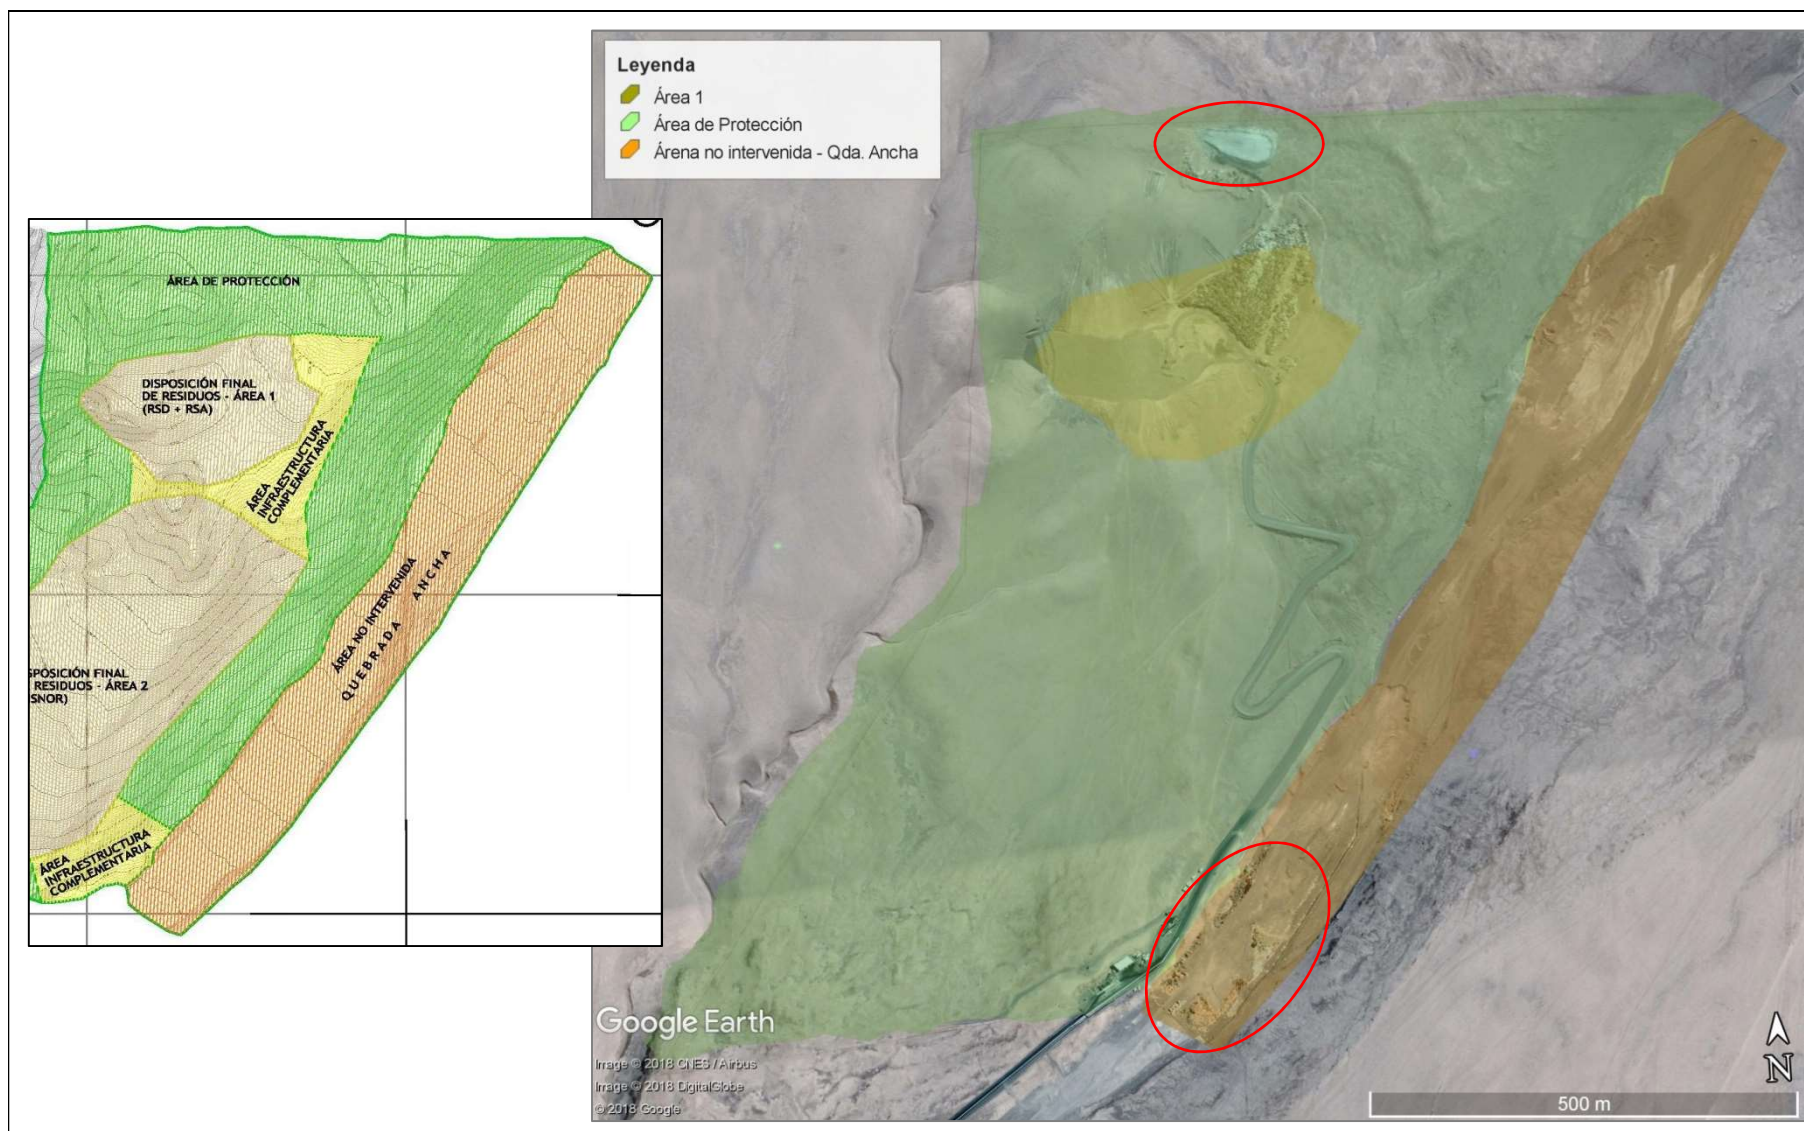 Leyenda
Área 1
Área de Protección
Árena no intervenida - Qda. Ancha
ÁREA DE PROTECCIÓN
DISPOSICIÓN FINAL
DE RESIDUOS - ÁREA 1
(RSD + RSA)
ÁREA
INFRAESTRUCTURA
COMPLEMENTARIA
ÁREA NO INTERVENIDA
QUEBRADA ANCHA
SPOSICIÓN FINAL
RESIDUOS - ÁREA 2
SNOR)
ÁREA
INFRAESTRUCTURA
COMPLEMENTARIA
Google Earth
Image © 2018 CNES / Airbus
Image © 2018 DigitalGlobe
© 2018 Google
N
500 m